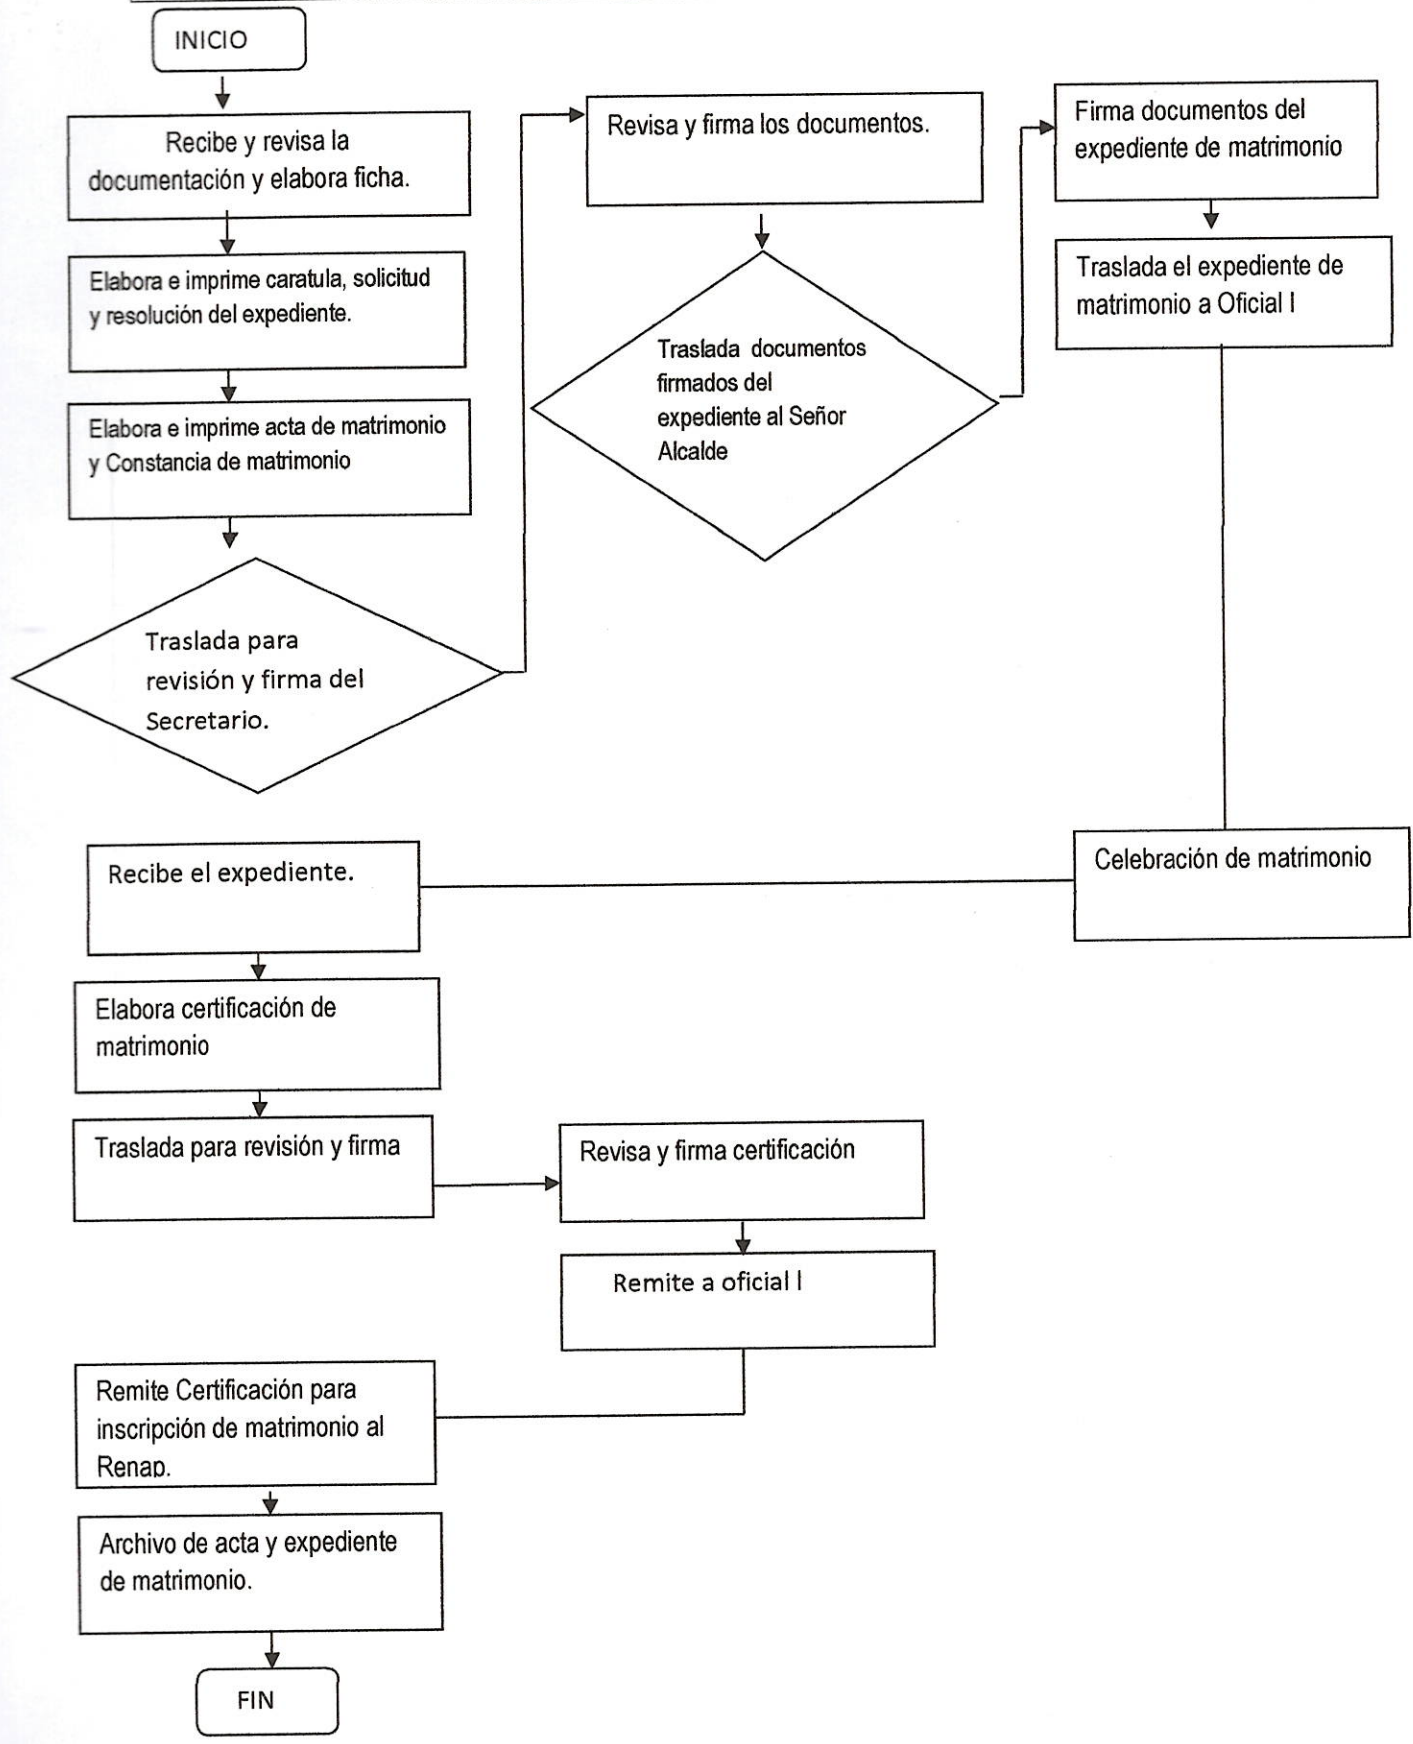 INICIO
Recibe y revisa la
documentación y elabora ficha.
Elabora e imprime caratula, solicitud
y resolución del expediente.
Elabora e imprime acta de matrimonio
y Constancia de matrimonio
Traslada para
revisión y firma del
Secretario.
Revisa y firma los documentos.
Traslada documentos
firmados del
expediente al Señor
Alcalde
Firma documentos del
expediente de matrimonio
Traslada el expediente de
matrimonio a Oficial I
Celebración de matrimonio
Recibe el expediente.
Elabora certificación de
matrimonio
Traslada para revisión y firma
Revisa y firma certificación
Remite a oficial I
Remite Certificación para
inscripción de matrimonio al
Renap.
Archivo de acta y expediente
de matrimonio.
FIN